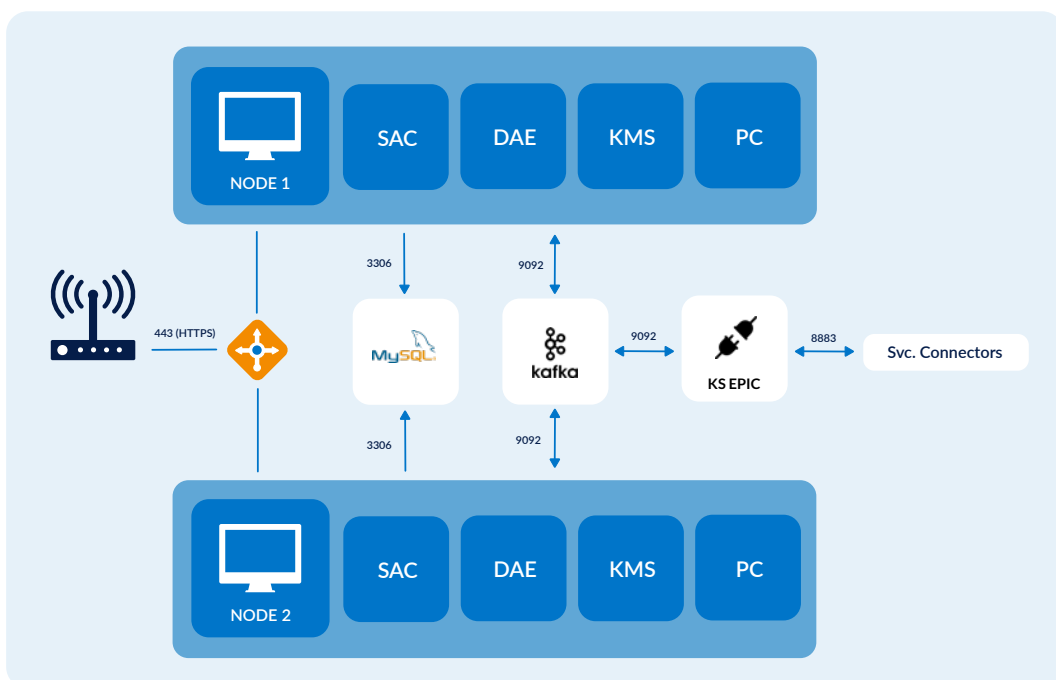 NODE 1
SAC
DAE
KMS
PC
3306
9092
443 (HTTPS)
MySQL
kafka
9092
KS EPIC
8883
Svc. Connectors
3306
9092
NODE 2
SAC
DAE
KMS
PC